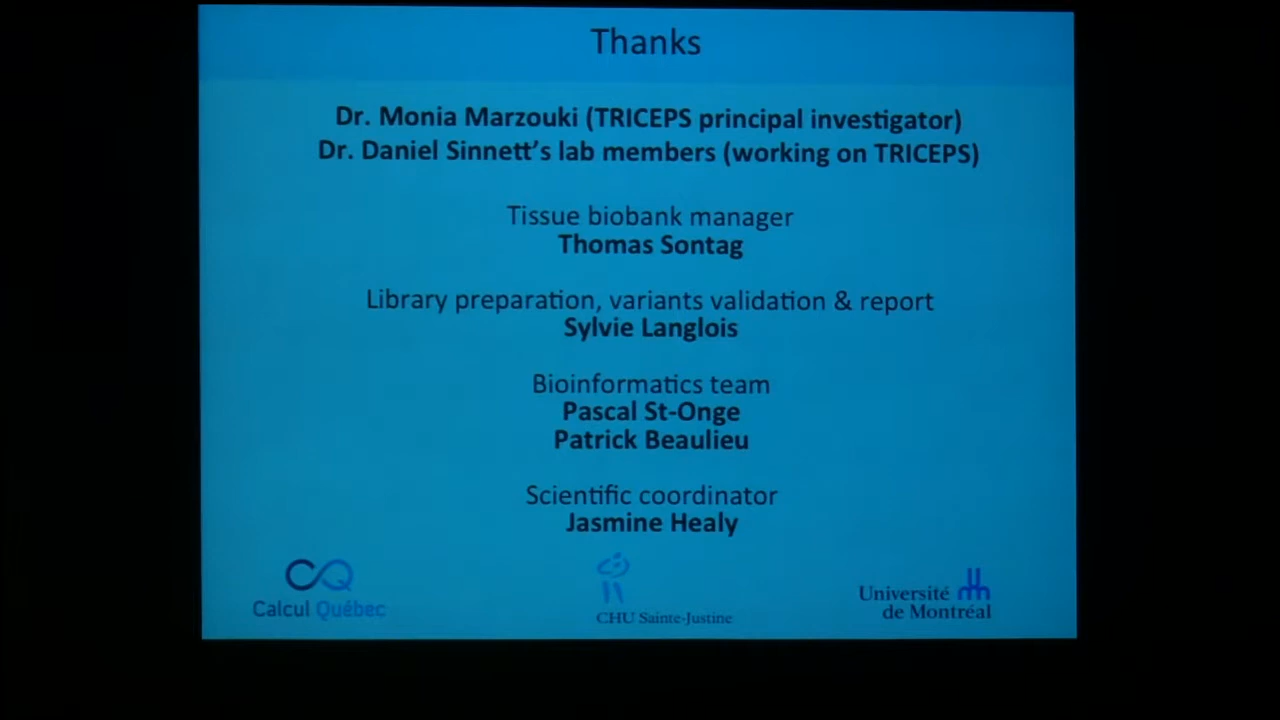 Thanks
Dr. Monia Marzouki (TRICEPS principal investigator)
Dr. Daniel Sinnett's lab members (working on TRICEPS)
Tissue biobank manager
Thomas Sontag
Library preparation, variants validation & report
Sylvie Langlois
Bioinformatics team
Pascal St-Onge
Patrick Beaulieu
Scientific coordinator
Jasmine Healy
CQ
Calcul Québec
CHU Sainte-Justine
Université
de Montréal